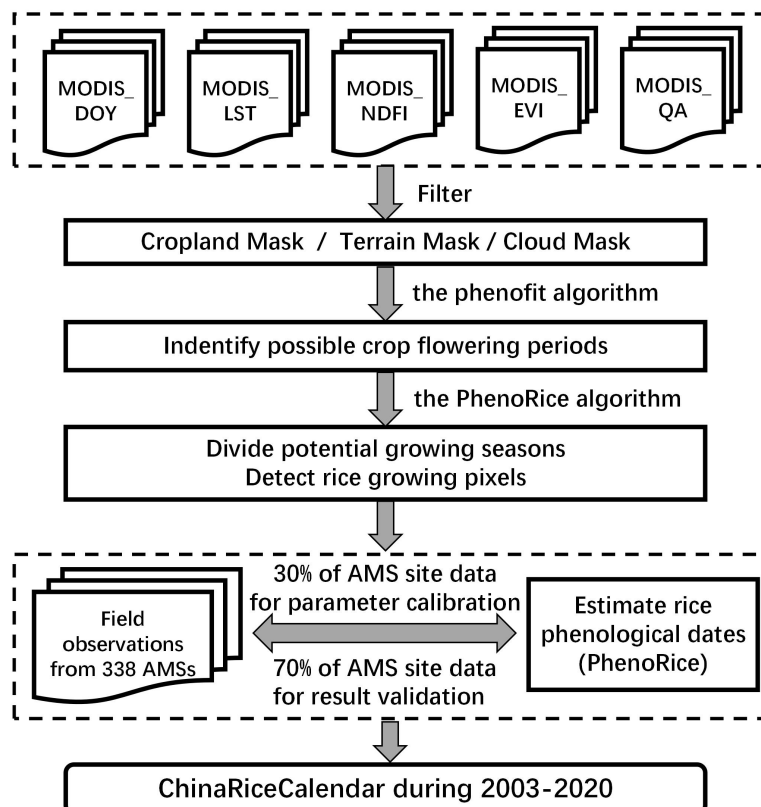 MODIS_
DOY
MODIS_
LST
MODIS_
NDFI
MODIS_
EVI
MODIS_
QA
Filter
Cropland Mask / Terrain Mask / Cloud Mask
the phenofit algorithm
Indentify possible crop flowering periods
the PhenoRice algorithm
Divide potential growing seasons
Detect rice growing pixels
Field
observations
from 338 AMSs
30% of AMS site data
for parameter calibration
70% of AMS site data
for result validation
Estimate rice
phenological dates
(PhenoRice)
ChinaRiceCalendar during 2003-2020